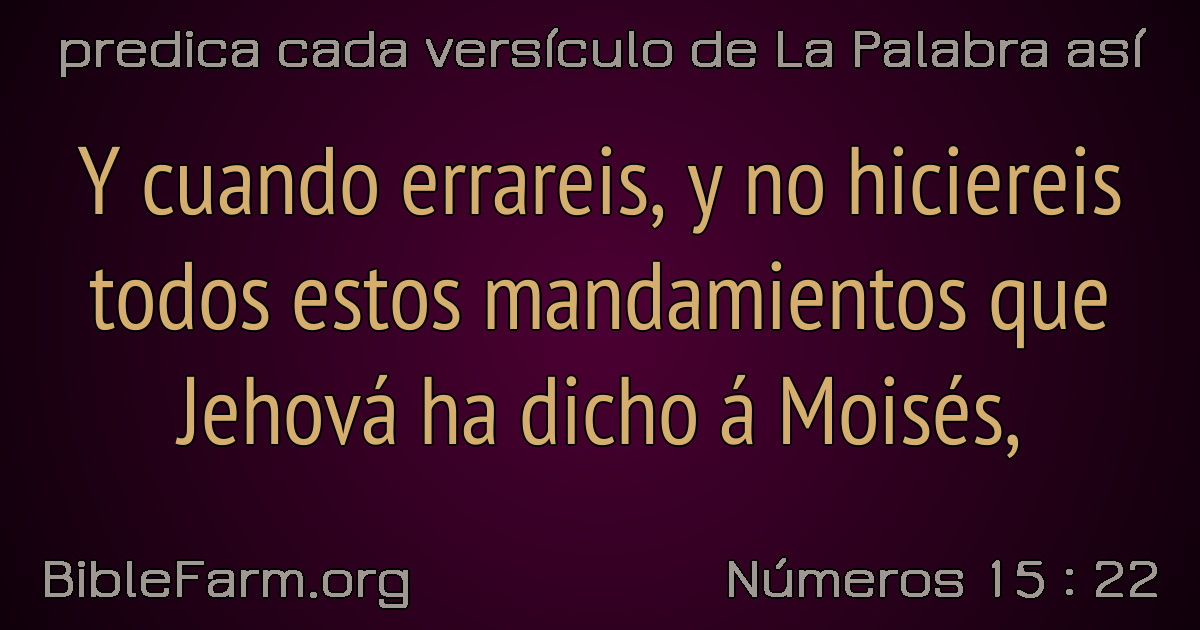 predica cada versículo de La Palabra así
Y cuando errareis, y no hiciereis
todos estos mandamientos que
Jehová ha dicho á Moisés,
BibleFarm.org
Números 15 : 22